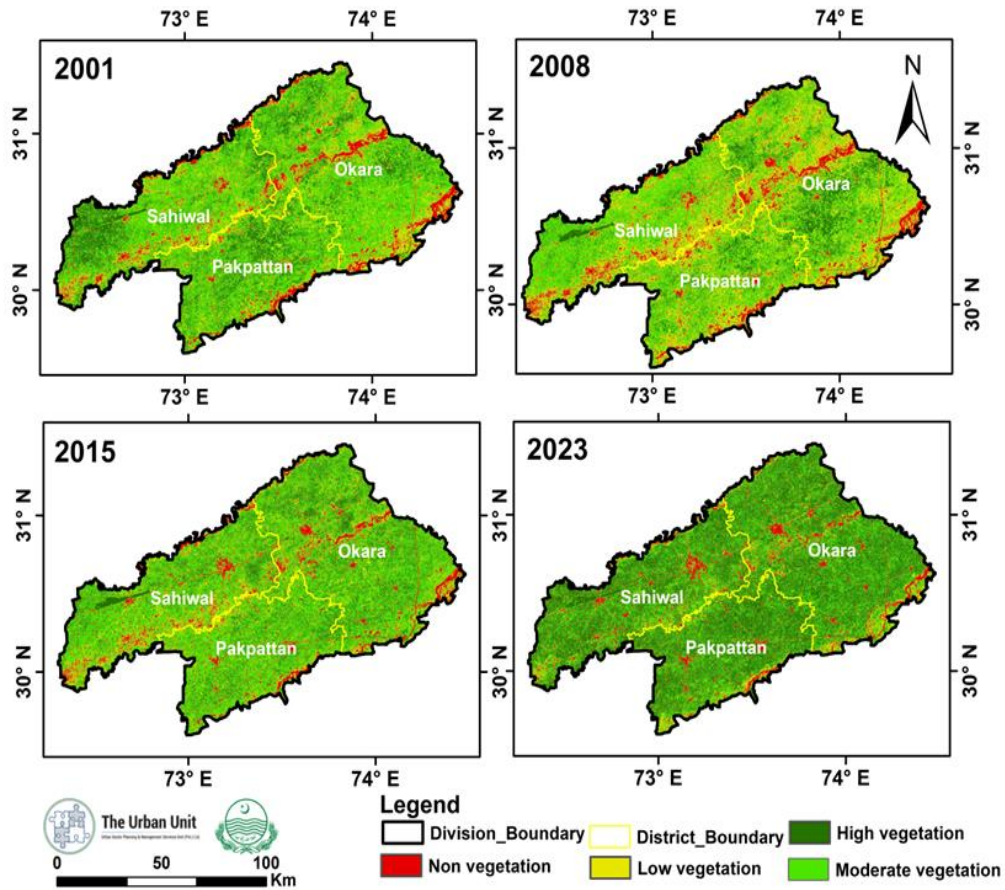 73° E 74° E 73° E 74° E
2001
2008
N
31° N
30° N
31° N
30° N
Okara
Sahiwal
Pakpattan
Okara
Sahiwal
Pakpattan
73° E 74° E 73° E 74° E
2015
2023
31° N
30° N
31° N
30° N
Okara
Sahiwal
Pakpattan
Okara
Sahiwal
Pakpattan
73° E 74° E 73° E 74° E
The Urban Unit
0 50 100
Km
Legend
Division_Boundary District_Boundary High vegetation
Non vegetation Low vegetation Moderate vegetation